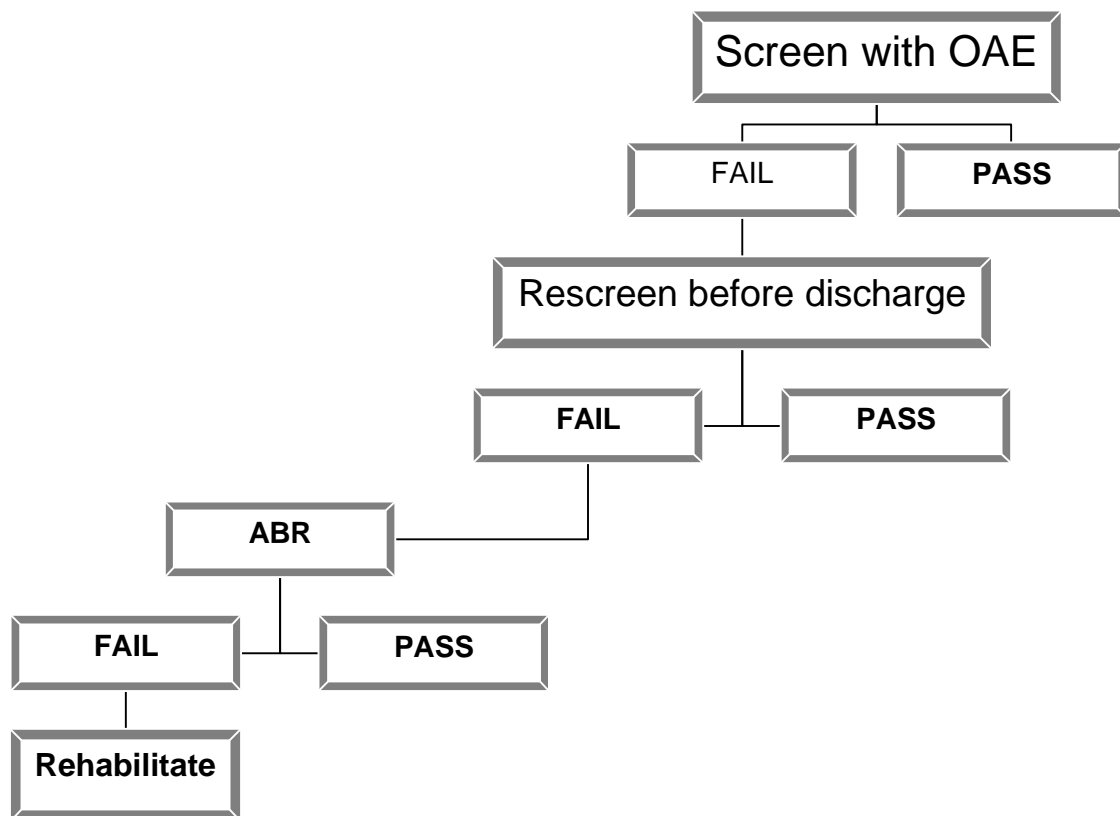 Screen with OAE
FAIL
PASS
Rescreen before discharge
FAIL
PASS
ABR
FAIL
PASS
Rehabilitate